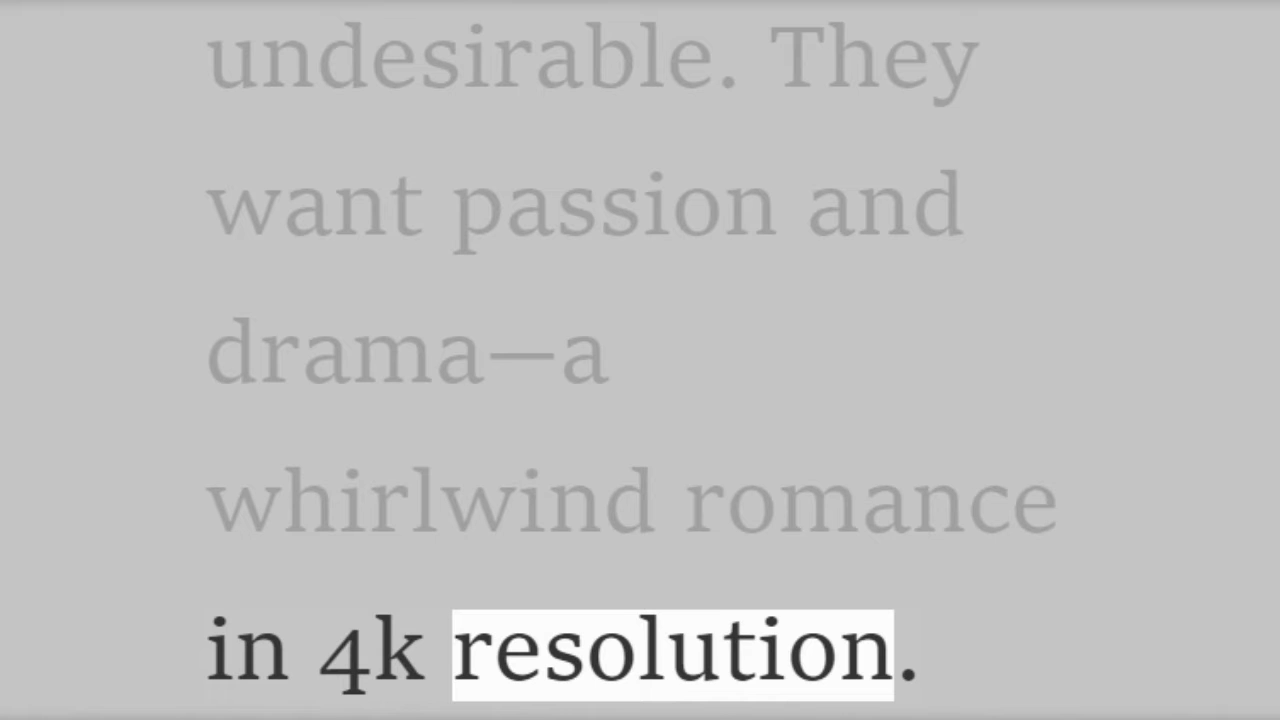 undesirable. They
want passion and
drama—a
whirlwind romance
in 4k resolution.